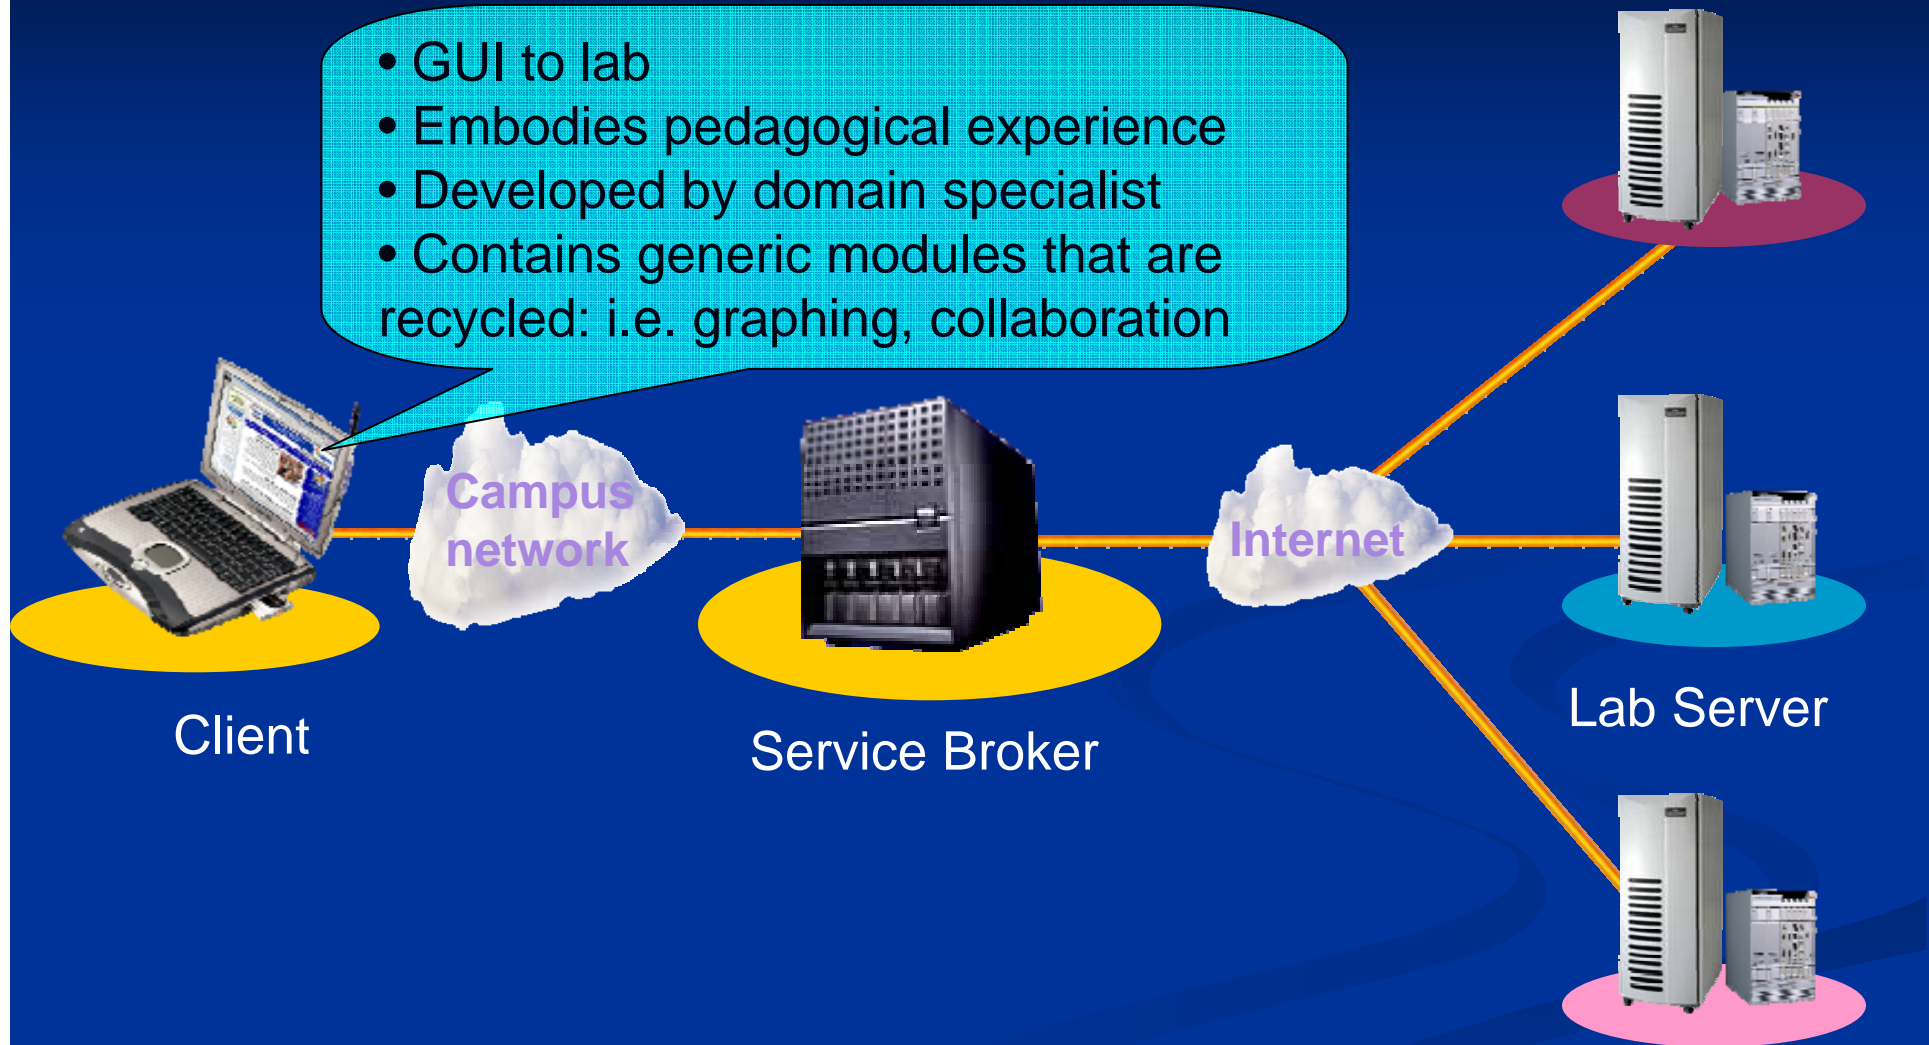 • GUI to lab
• Embodies pedagogical experience
• Developed by domain specialist
• Contains generic modules that are
recycled: i.e. graphing, collaboration
Campus
network
Internet
Client
Service Broker
Lab Server